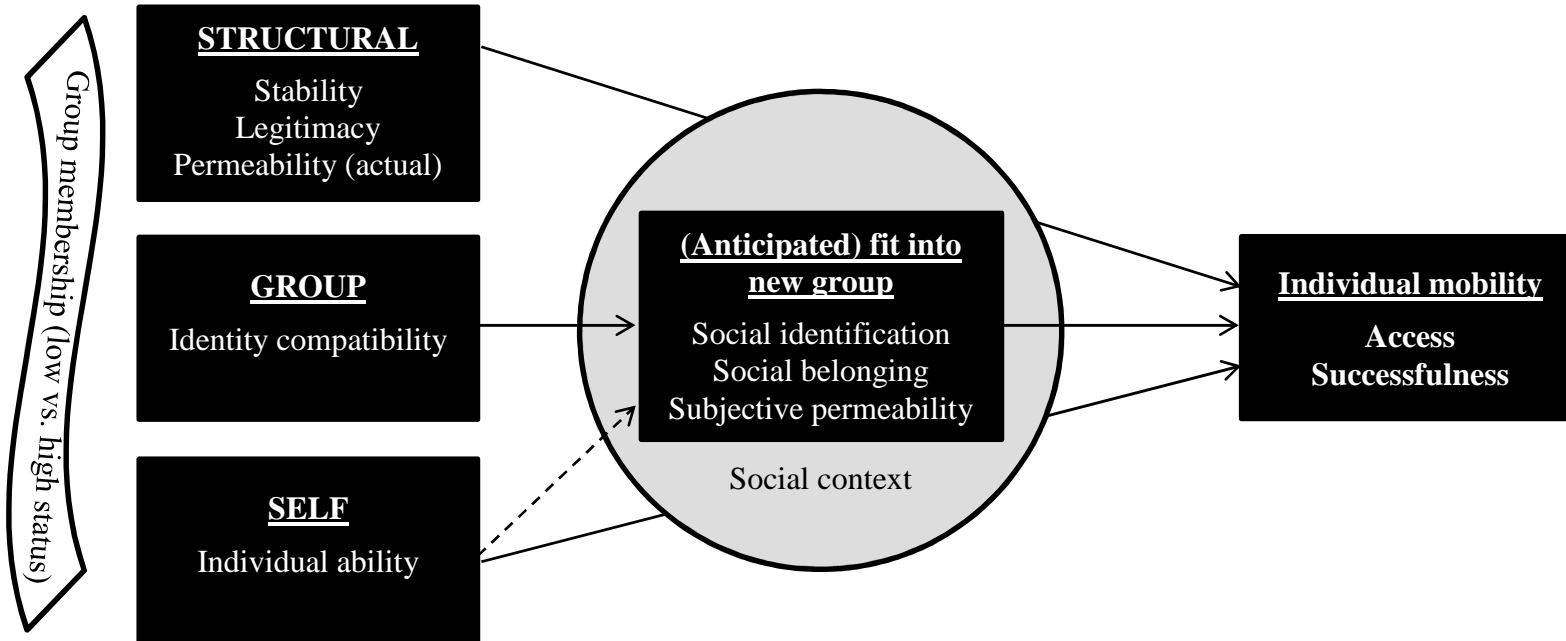 Group membership (low vs. high status)
STRUCTURAL
Stability
Legitimacy
Permeability (actual)
GROUP
Identity compatibility
SELF
Individual ability
(Anticipated) fit into
new group
Social identification
Social belonging
Subjective permeability
Social context
Individual mobility
Access
Successfulness